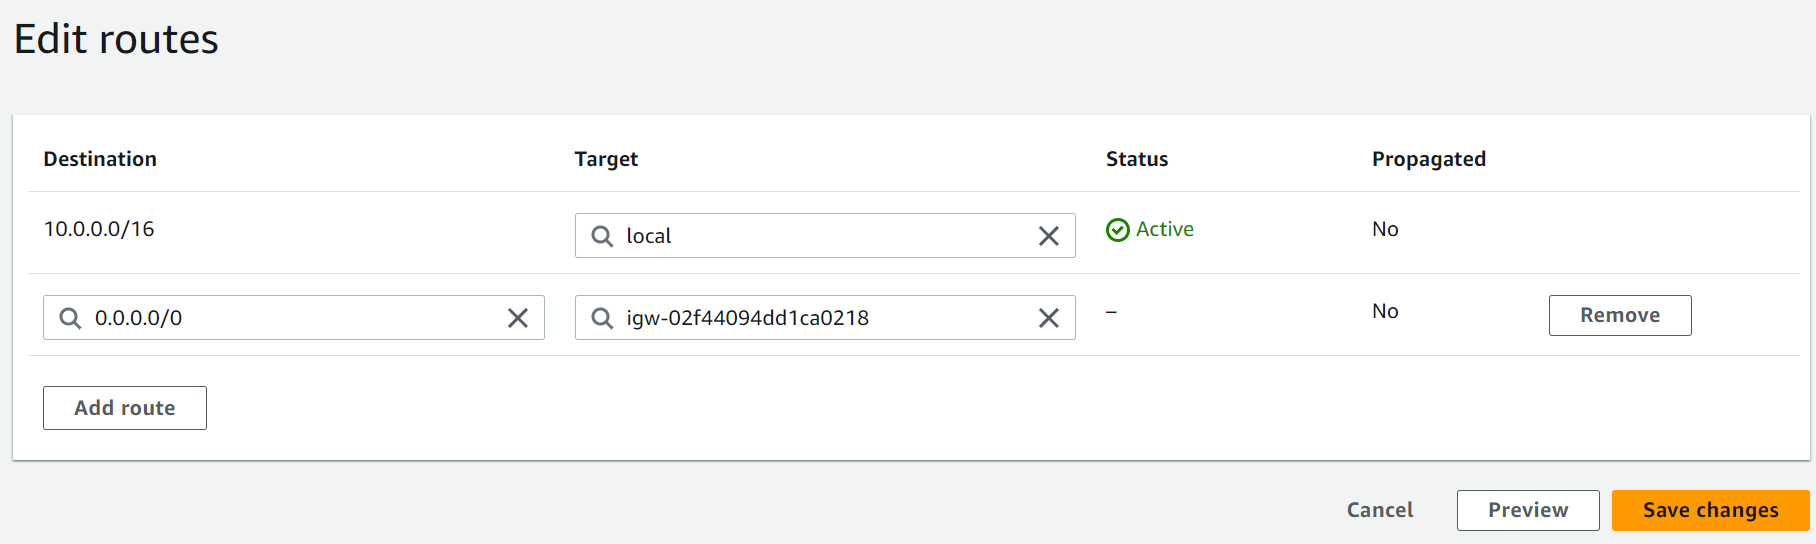 Edit routes
Destination Target Status Propagated
10.0.0.0/16 local Active No
0.0.0.0/0 igw-02f44094dd1ca0218 – No Remove
Add route
Cancel Preview Save changes